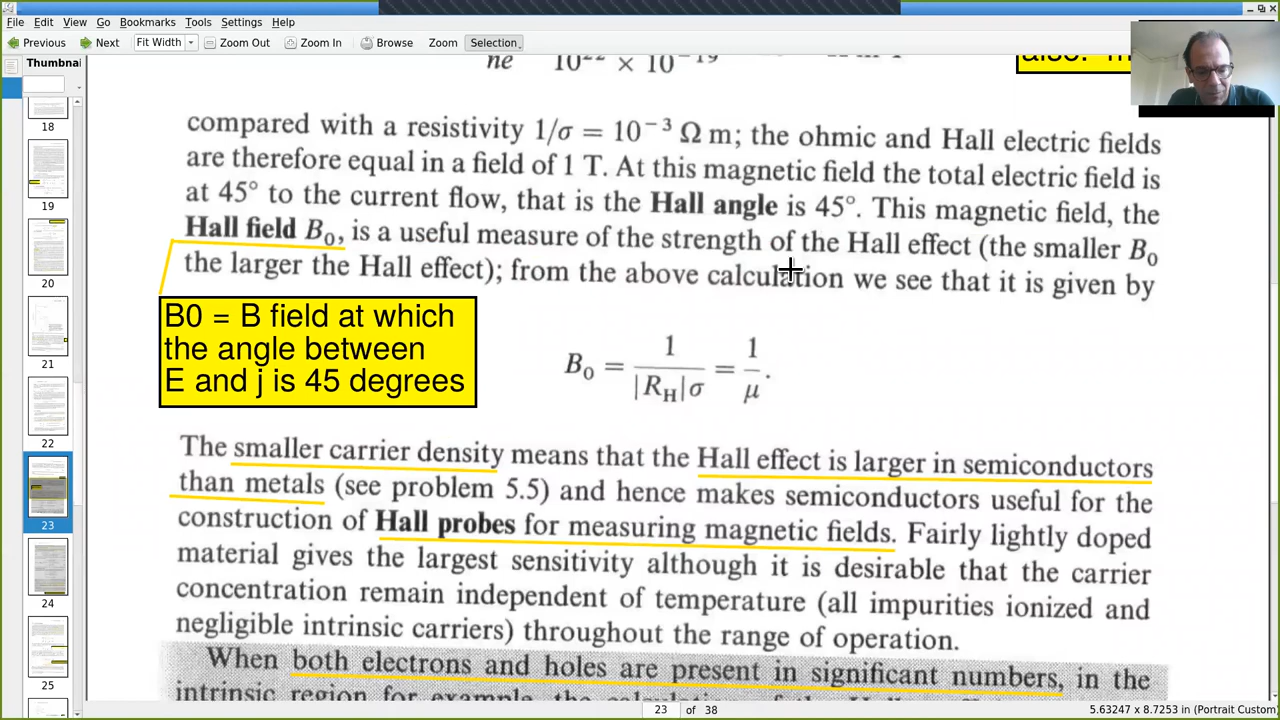 File Edit View Go Bookmarks Tools Settings Help
Previous Next Fit Width Zoom Out Zoom In Browse Zoom Selection
Thumbnai
18
19
20
21
22
23
24
25
ne 10²² × 10⁻¹⁹
also:
compared with a resistivity 1/σ = 10⁻³ Ω m; the ohmic and Hall electric fields
are therefore equal in a field of 1 T. At this magnetic field the total electric field is
at 45° to the current flow, that is the Hall angle is 45°. This magnetic field, the
Hall field B₀, is a useful measure of the strength of the Hall effect (the smaller B₀
the larger the Hall effect); from the above calculation we see that it is given by
B0 = B field at which
the angle between
E and j is 45 degrees
B₀ = 1/|R_H|σ = 1/μ.
The smaller carrier density means that the Hall effect is larger in semiconductors
than metals (see problem 5.5) and hence makes semiconductors useful for the
construction of Hall probes for measuring magnetic fields. Fairly lightly doped
material gives the largest sensitivity although it is desirable that the carrier
concentration remain independent of temperature (all impurities ionized and
negligible intrinsic carriers) throughout the range of operation.
When both electrons and holes are present in significant numbers, in the
intrinsic region for example, the
23 of 38
5.63247 x 8.7253 in (Portrait Custom)